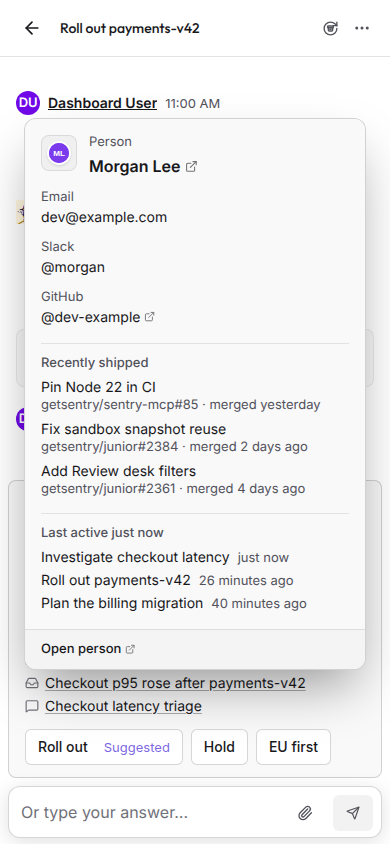 Roll out payments-v42
DU Dashboard User 11:00 AM
ML
Person
Morgan Lee
Email
dev@example.com
Slack
@morgan
GitHub
@dev-example
Recently shipped
Pin Node 22 in CI
getsentry/sentry-mcp#85 · merged yesterday
Fix sandbox snapshot reuse
getsentry/junior#2384 · merged 2 days ago
Add Review desk filters
getsentry/junior#2361 · merged 4 days ago
Last active just now
Investigate checkout latency just now
Roll out payments-v42 26 minutes ago
Plan the billing migration 40 minutes ago
Open person
Checkout p95 rose after payments-v42
Checkout latency triage
Roll out Suggested Hold EU first
Or type your answer...